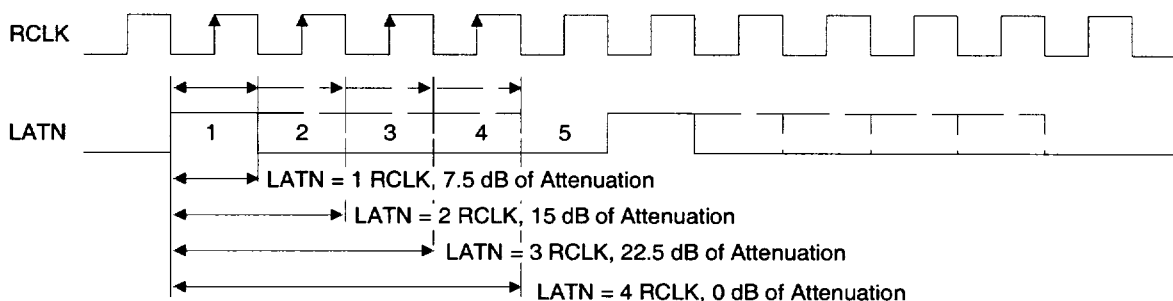 RCLK
LATN
1 2 3 4 5
LATN = 1 RCLK, 7.5 dB of Attenuation
LATN = 2 RCLK, 15 dB of Attenuation
LATN = 3 RCLK, 22.5 dB of Attenuation
LATN = 4 RCLK, 0 dB of Attenuation